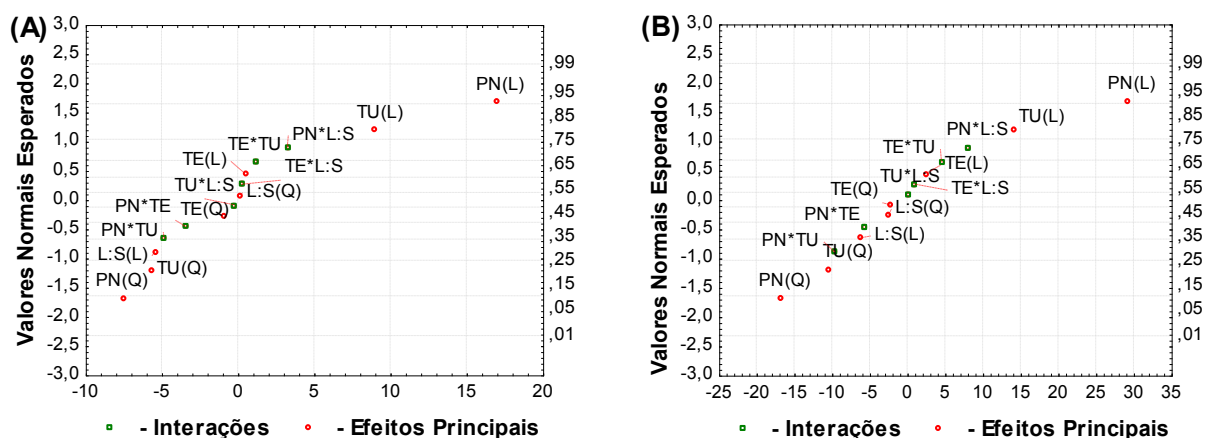 (A)
Valores Normais Esperados
3,0
2,5
2,0
1,5
1,0
0,5
0,0
-0,5
-1,0
-1,5
-2,0
-2,5
-3,0
PN(L)
TU(L)
TE*TU PN*L:S
TE(L) TE*L:S
TU*L:S L:S(Q)
PN*TE TE(Q)
PN*TU
L:S(L) TU(Q)
PN(Q)
,99
,95
,85
,75
,65
,55
,45
,35
,25
,15
,05
,01
-10 -5 0 5 10 15 20
- Interações - Efeitos Principais
(B)
Valores Normais Esperados
3,0
2,5
2,0
1,5
1,0
0,5
0,0
-0,5
-1,0
-1,5
-2,0
-2,5
-3,0
PN(L)
TU(L)
PN*L:S
TE*TU TE(L)
TU*L:S
TE(Q) TE*L:S
PN*TE L:S(Q)
PN*TU L:S(L)
TU(Q)
PN(Q)
,99
,95
,85
,75
,65
,55
,45
,35
,25
,15
,05
,01
-25 -20 -15 -10 -5 0 5 10 15 20 25 30 35
- Interações - Efeitos Principais